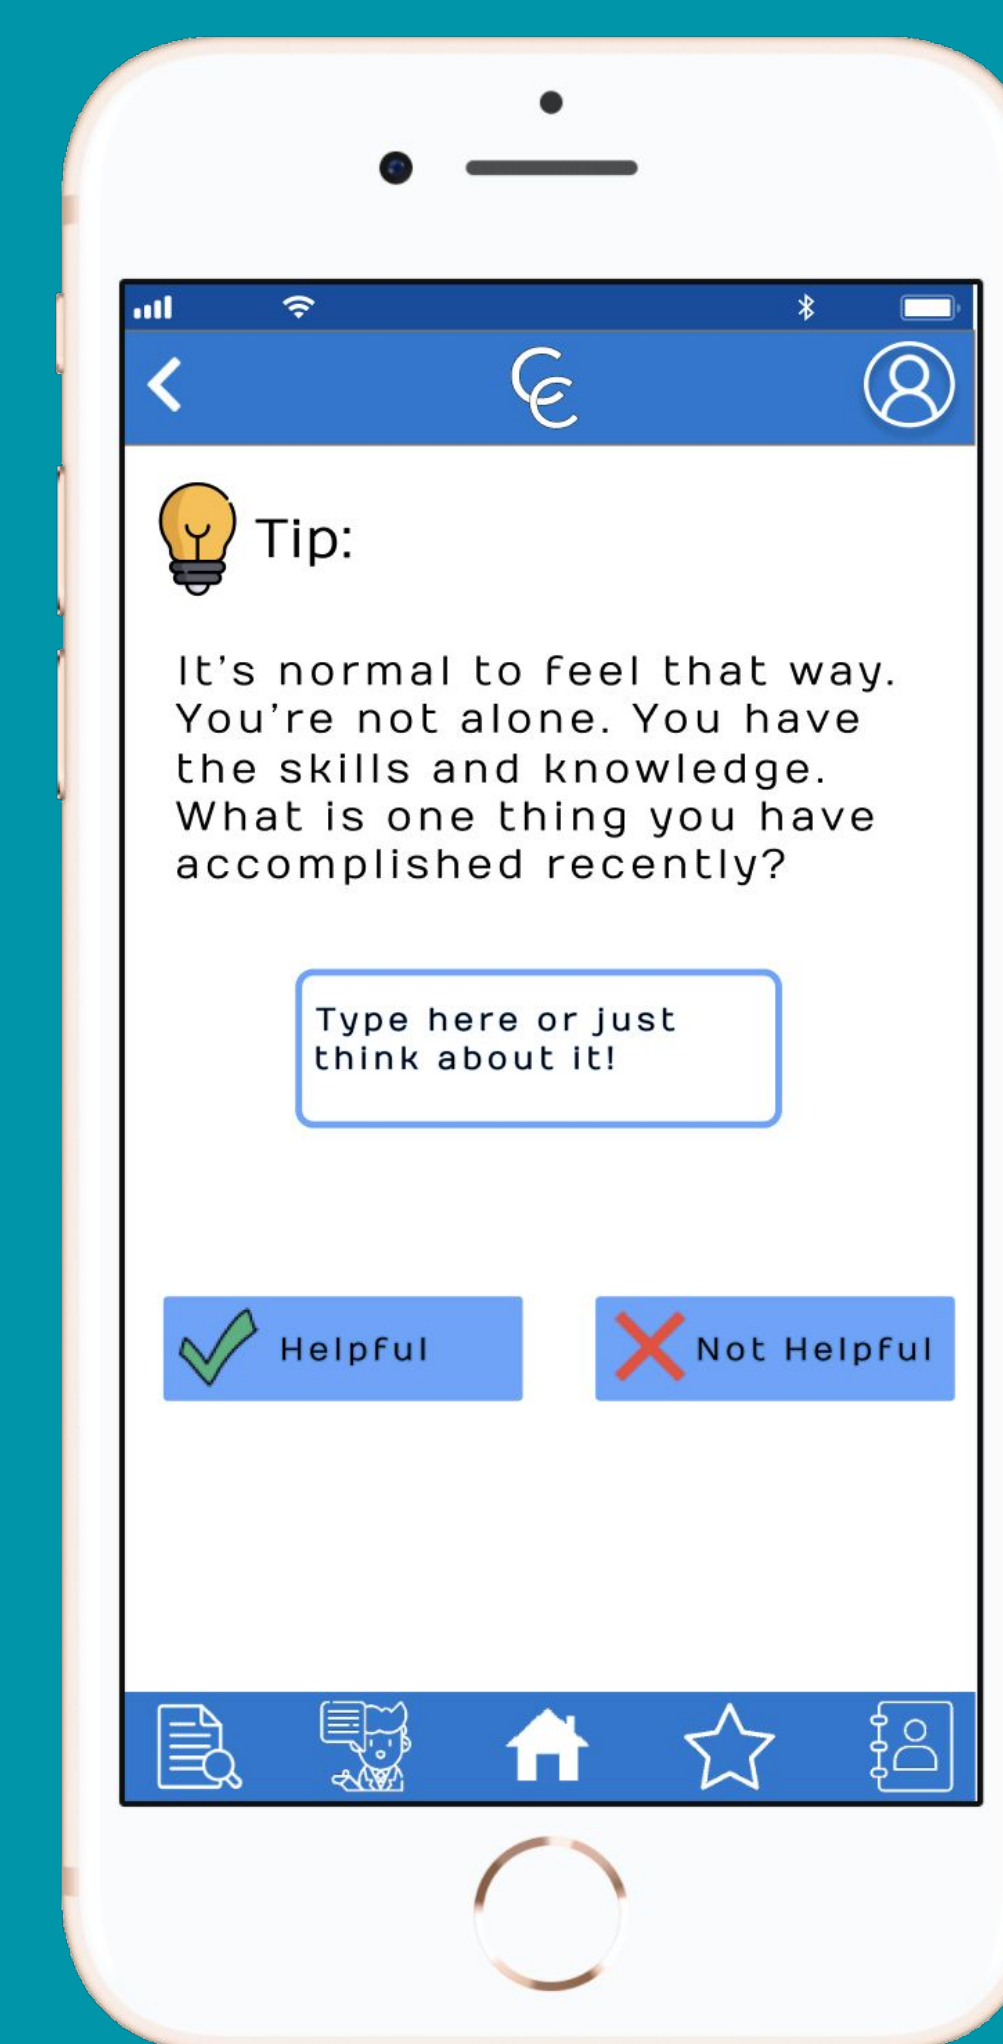 CC
Tip:
It's normal to feel that way.
You're not alone. You have
the skills and knowledge.
What is one thing you have
accomplished recently?
Type here or just
think about it!
Helpful
Not Helpful